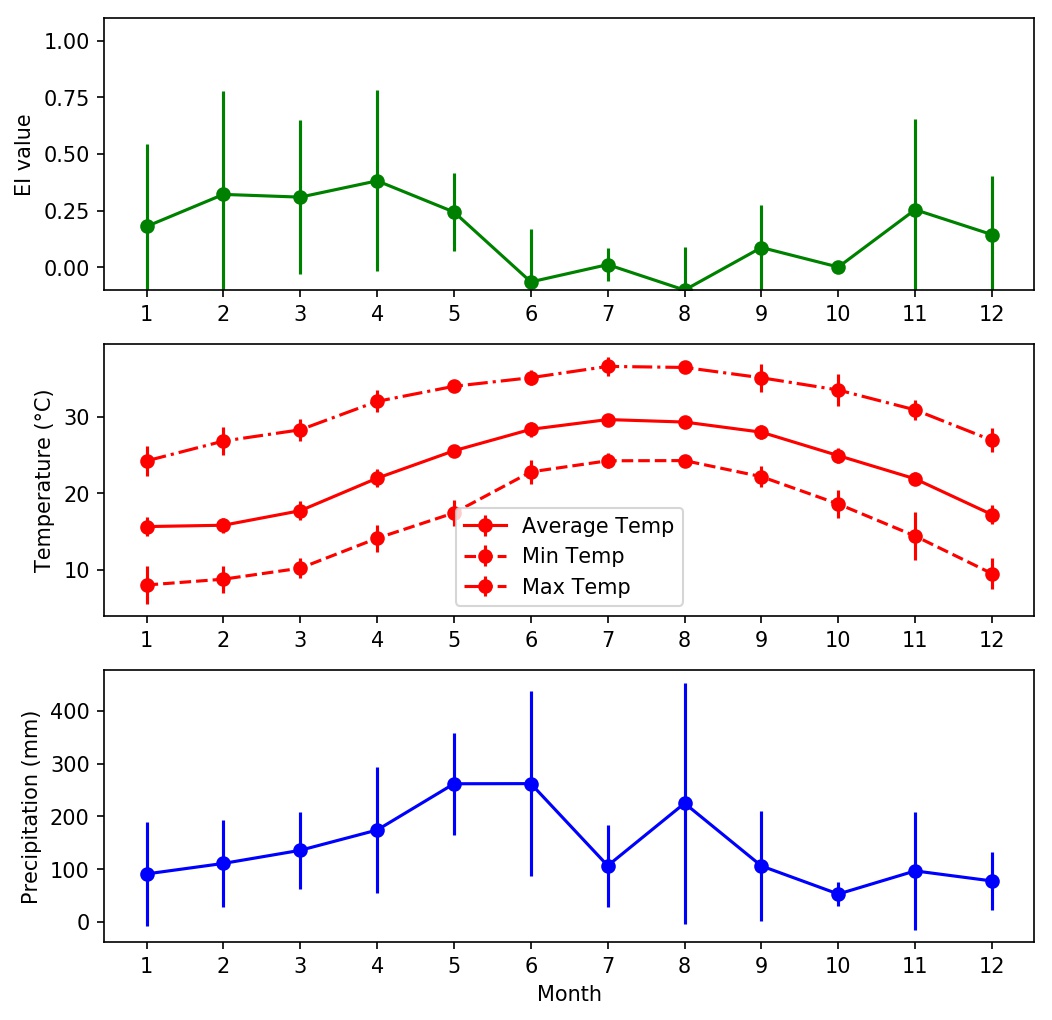 1.00
0.75
0.50
0.25
0.00
EI value
1 2 3 4 5 6 7 8 9 10 11 12
30
20
10
Temperature (°C)
Average Temp
Min Temp
Max Temp
1 2 3 4 5 6 7 8 9 10 11 12
400
300
200
100
0
Precipitation (mm)
1 2 3 4 5 6 7 8 9 10 11 12
Month